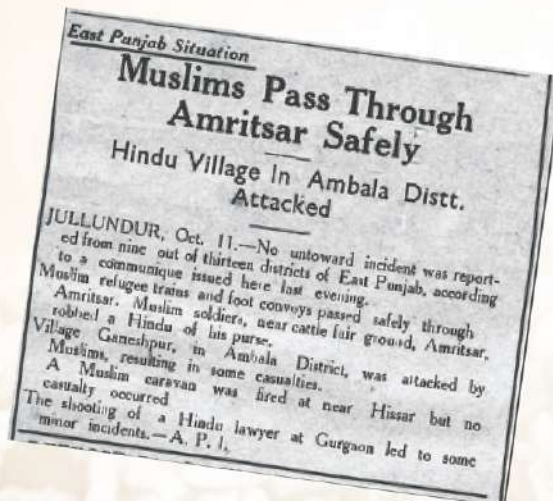 East Punjab Situation
Muslims Pass Through
Amritsar Safely
Hindu Village In Ambala Distt.
Attacked
JULLUNDUR, Oct. 11.—No untoward incident was report-
ed from nine out of thirteen districts of East Punjab, according
to a communique issued here last evening.
Muslim refugee trains and foot convoys passed safely through
Amritsar. Muslim soldiers, near cattle fair ground, Amritsar,
robbed a Hindu of his purse.
Village Ganeshpur, in Ambala District, was attacked by
Muslims, resulting in some casualties.
A Muslim caravan was fired at near Hissar but no
casualty occurred
The shooting of a Hindu lawyer at Gurgaon led to some
minor incidents.—A. P. I.